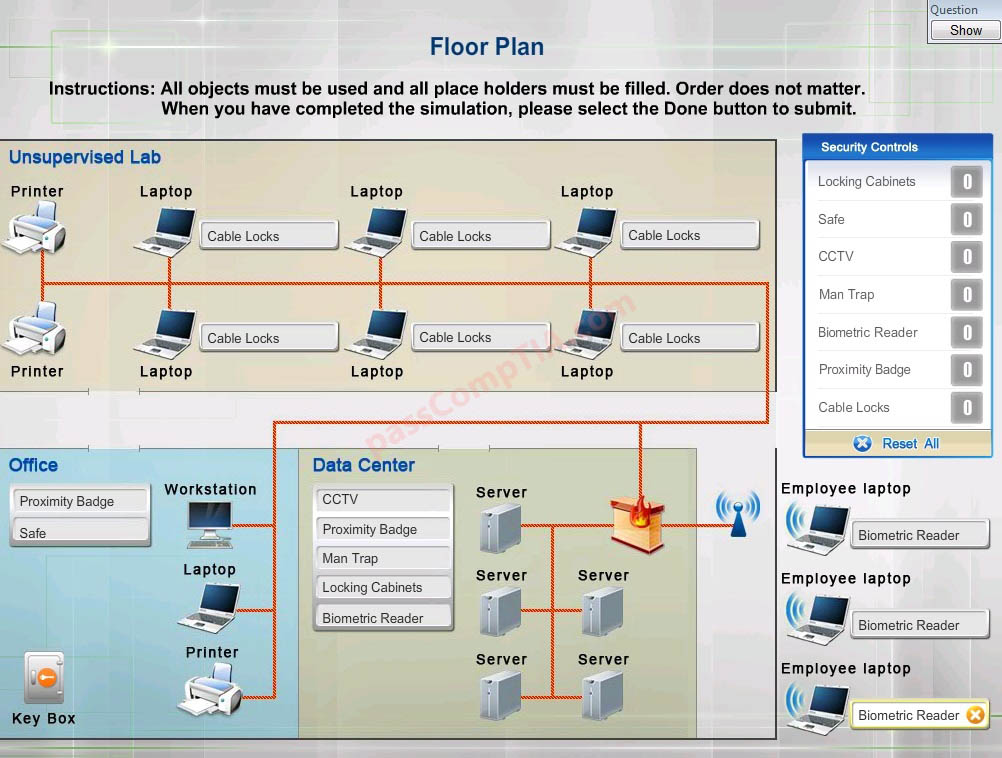 Question
Show
Floor Plan
Instructions: All objects must be used and all place holders must be filled. Order does not matter.
When you have completed the simulation, please select the Done button to submit.
Unsupervised Lab
Printer
Laptop
Laptop
Laptop
Cable Locks
Cable Locks
Cable Locks
Cable Locks
Cable Locks
Cable Locks
Printer
Laptop
Laptop
Laptop
Security Controls
Locking Cabinets 0
Safe 0
CCTV 0
Man Trap 0
Biometric Reader 0
Proximity Badge 0
Cable Locks 0
Reset All
passCompTIA.com
Office
Proximity Badge
Safe
Workstation
Laptop
Printer
Key Box
Data Center
CCTV
Proximity Badge
Man Trap
Locking Cabinets
Biometric Reader
Server
Server
Server
Server
Server
Employee laptop
Biometric Reader
Employee laptop
Biometric Reader
Employee laptop
Biometric Reader